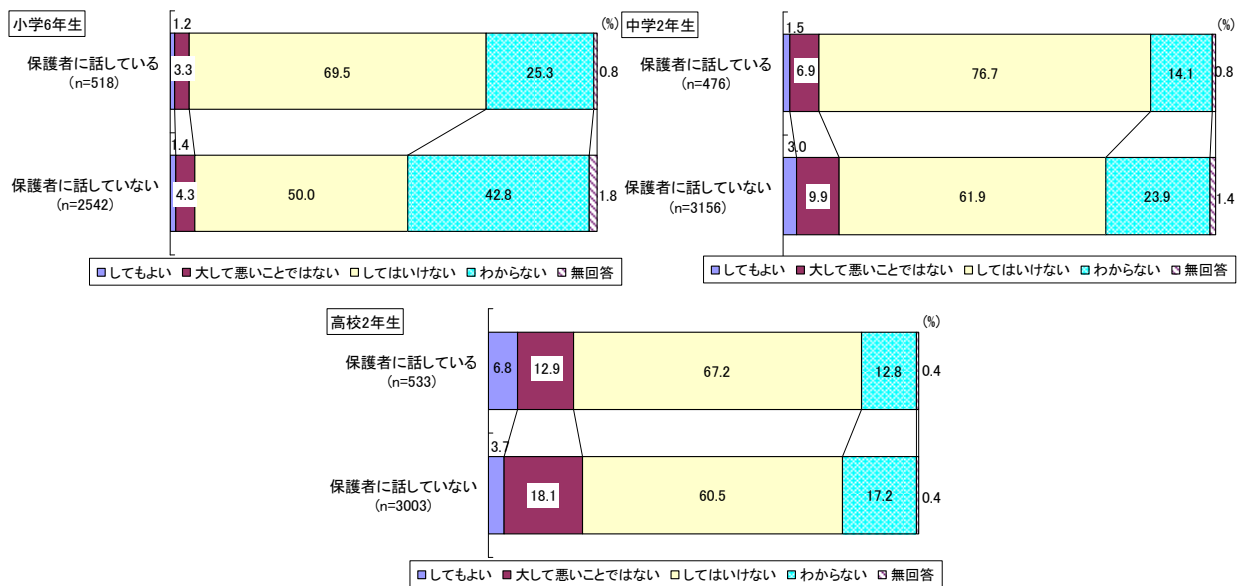 小学6年生
(%)
1.2
保護者に話している
(n=518)
3.3
69.5
25.3
0.8
1.4
保護者に話していない
(n=2542)
4.3
50.0
42.8
1.8
■してもよい ■大して悪いことではない □してはいけない ■わからない ■無回答
中学2年生
(%)
1.5
保護者に話している
(n=476)
6.9
76.7
14.1
0.8
3.0
保護者に話していない
(n=3156)
9.9
61.9
23.9
1.4
■してもよい ■大して悪いことではない □してはいけない ■わからない ■無回答
高校2年生
(%)
保護者に話している
(n=533)
6.8
12.9
67.2
12.8
0.4
3.7
保護者に話していない
(n=3003)
18.1
60.5
17.2
0.4
■してもよい ■大して悪いことではない □してはいけない ■わからない ■無回答